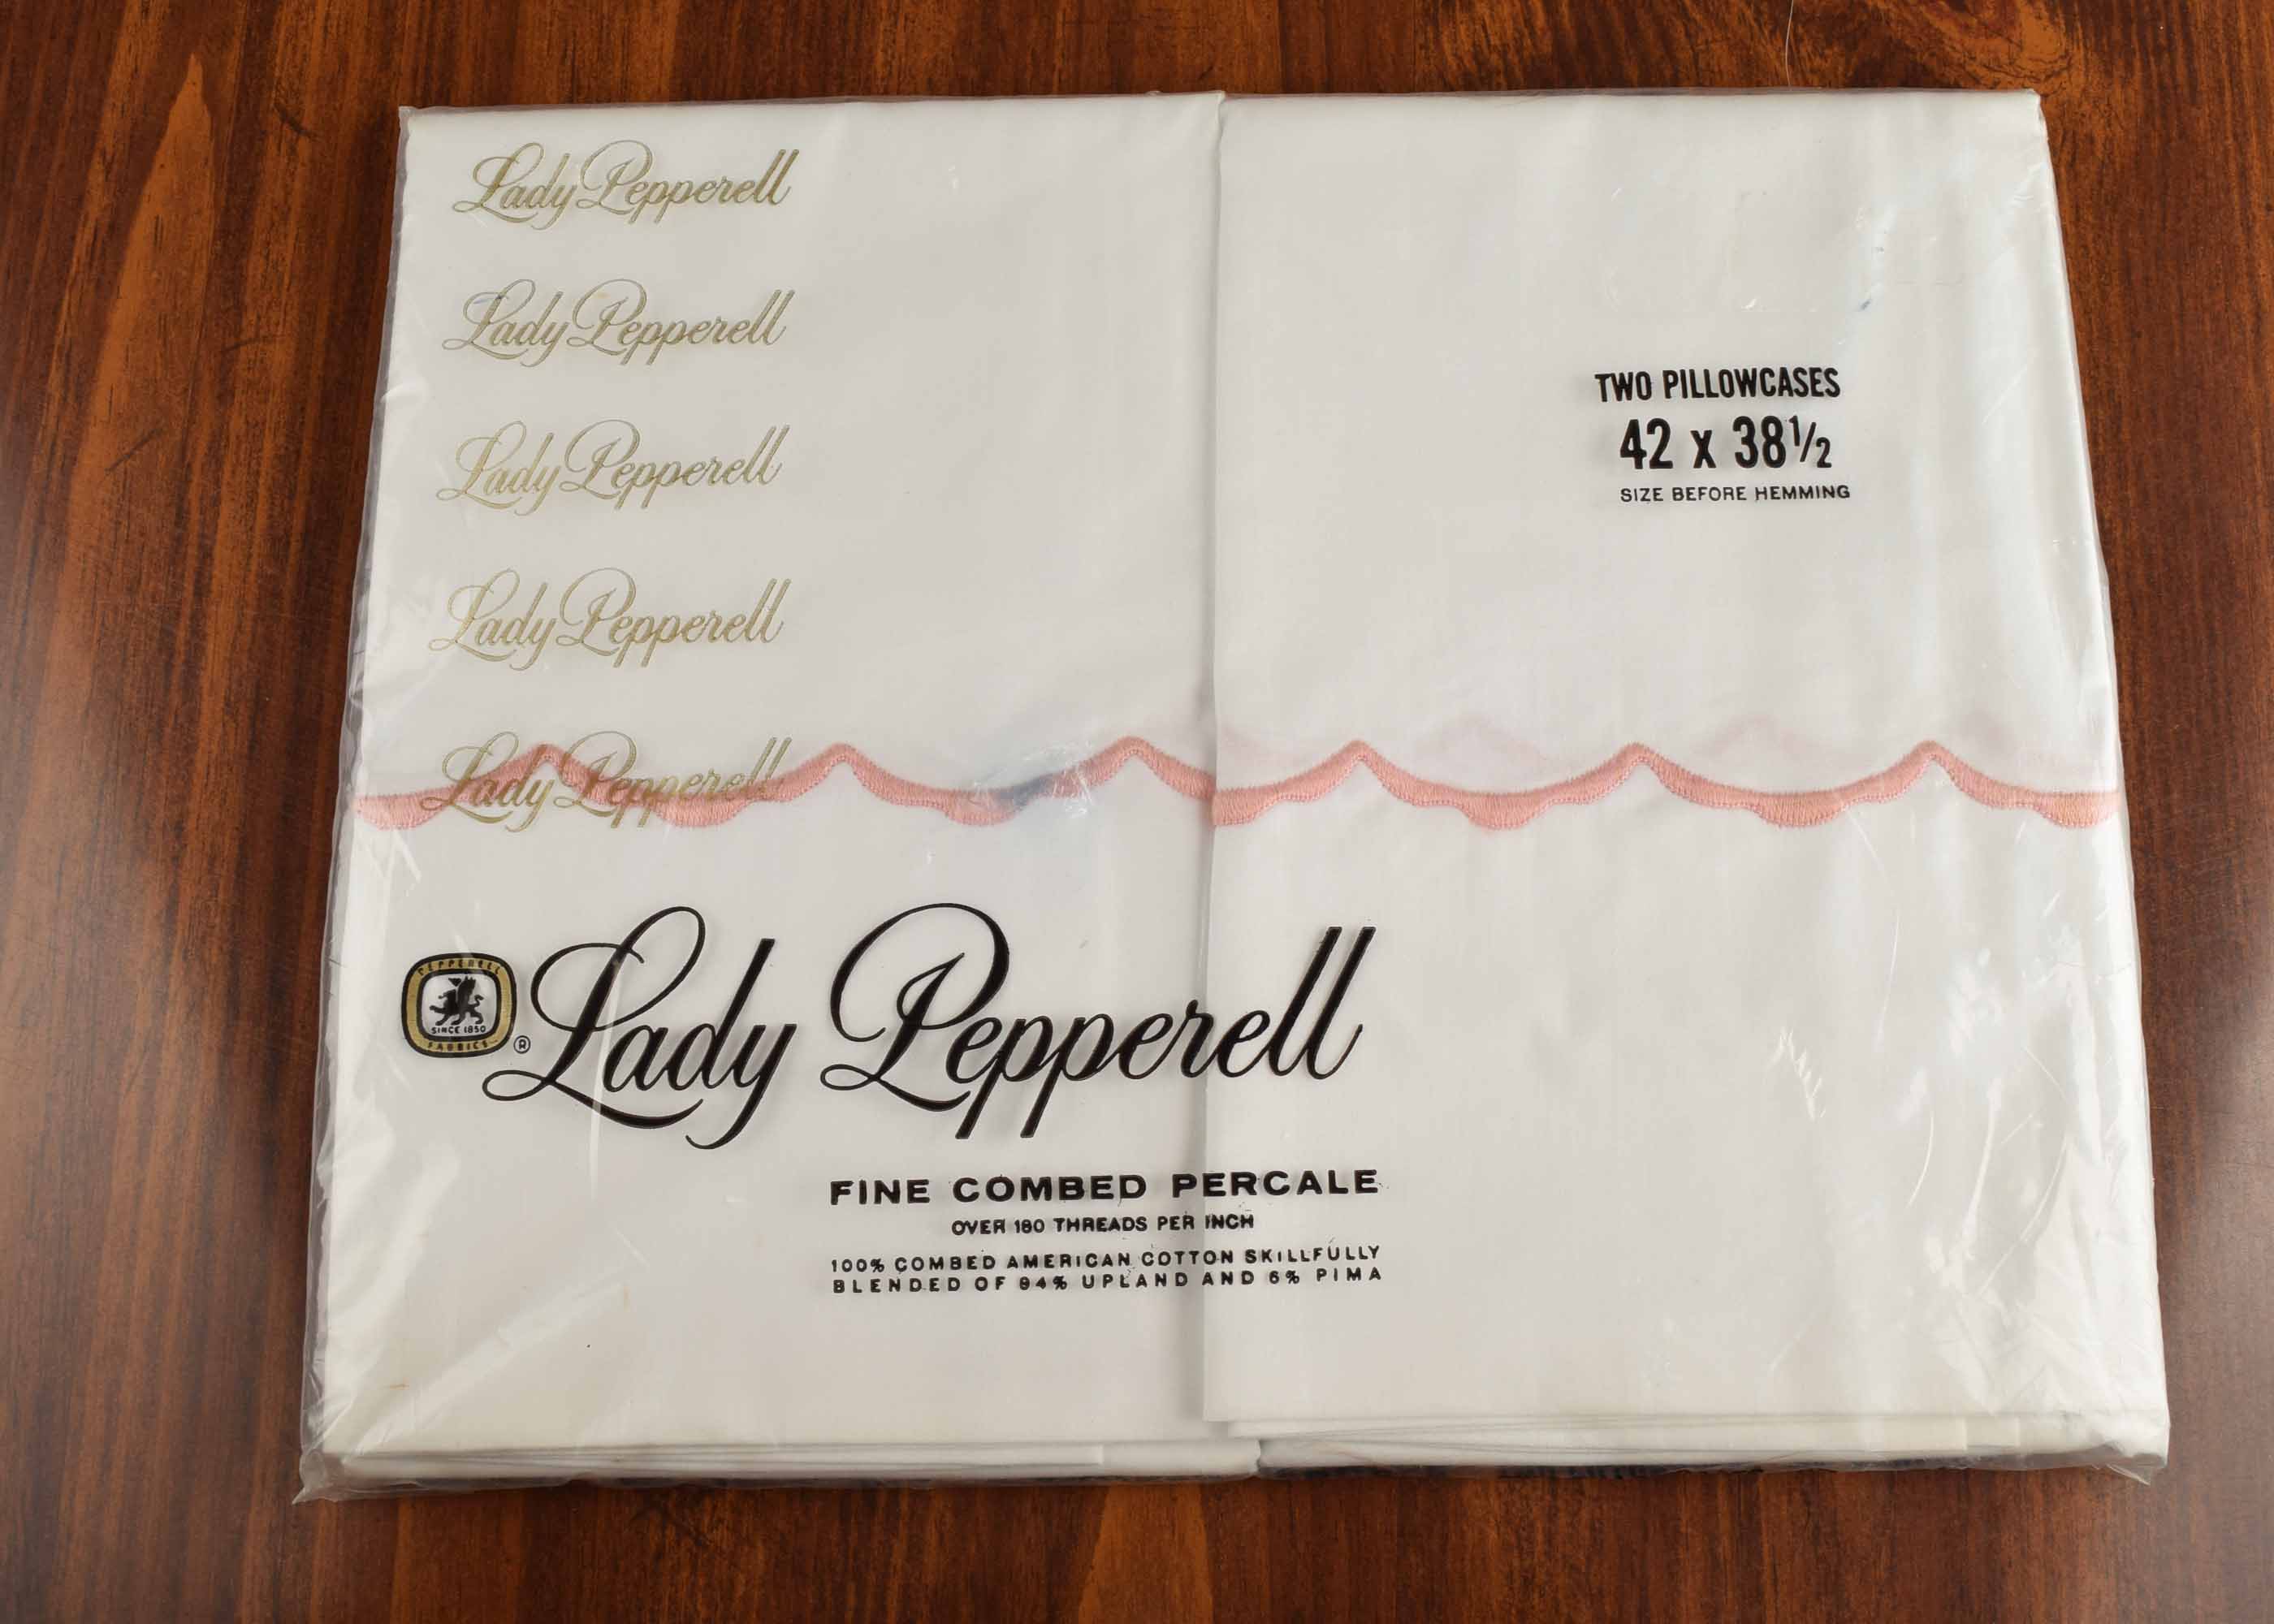 Lady Pepperell
Lady Pepperell
Lady Pepperell
Lady Pepperell
Lady Pepperell
TWO PILLOWCASES
42 x 38½
SIZE BEFORE HEMMING
PEPPERELL
SINCE 1850
FABRICS
®
Lady Pepperell
FINE COMBED PERCALE
OVER 180 THREADS PER INCH
100% COMBED AMERICAN COTTON SKILLFULLY
BLENDED OF 94% UPLAND AND 6% PIMA